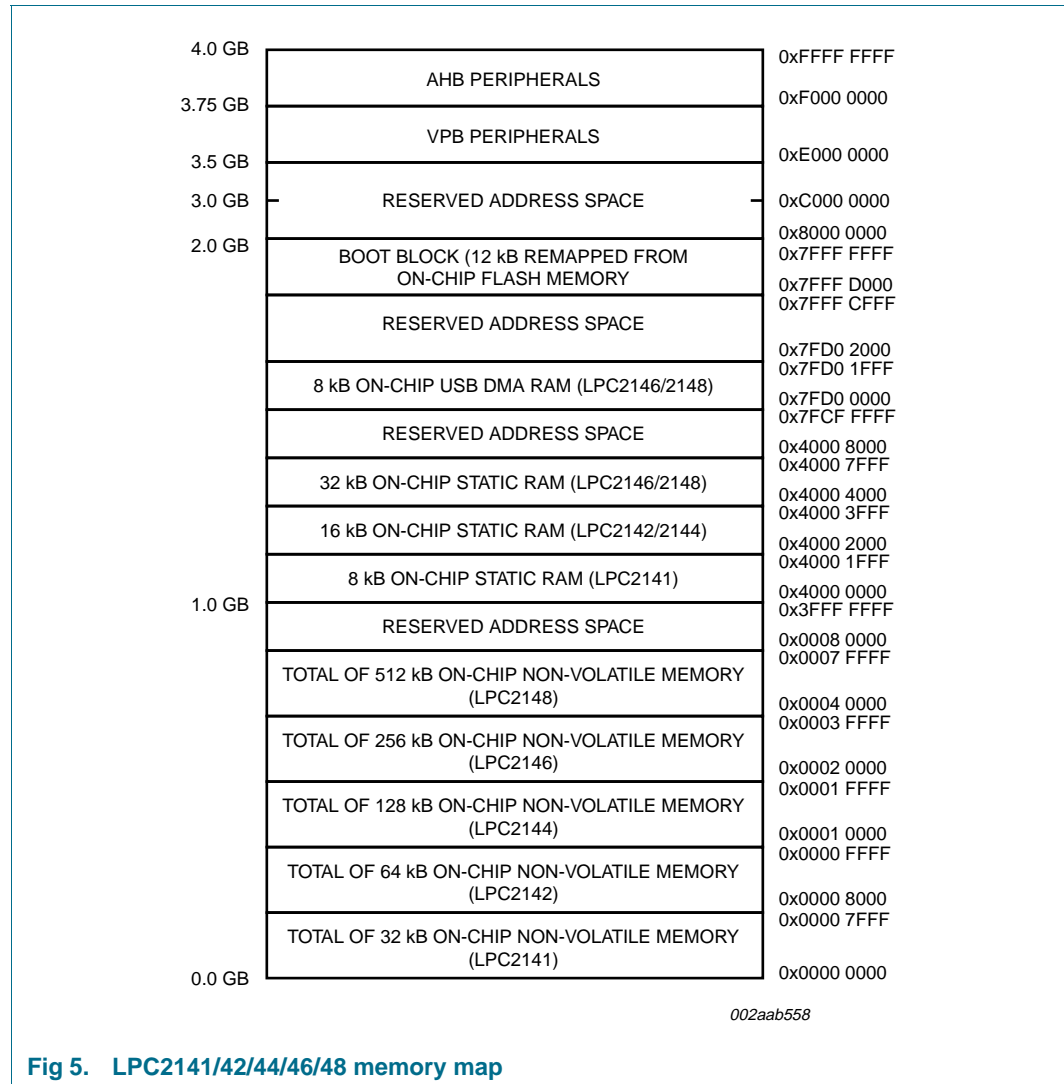 4.0 GB
AHB PERIPHERALS
0xFFFF FFFF
3.75 GB
0xF000 0000
VPB PERIPHERALS
3.5 GB
0xE000 0000
3.0 GB
RESERVED ADDRESS SPACE
0xC000 0000
2.0 GB
0x8000 0000
BOOT BLOCK (12 kB REMAPPED FROM
ON-CHIP FLASH MEMORY
0x7FFF FFFF
0x7FFF D000
RESERVED ADDRESS SPACE
0x7FFF CFFF
0x7FD0 2000
8 kB ON-CHIP USB DMA RAM (LPC2146/2148)
0x7FD0 1FFF
0x7FD0 0000
RESERVED ADDRESS SPACE
0x7FCF FFFF
0x4000 8000
32 kB ON-CHIP STATIC RAM (LPC2146/2148)
0x4000 7FFF
0x4000 4000
16 kB ON-CHIP STATIC RAM (LPC2142/2144)
0x4000 3FFF
0x4000 2000
8 kB ON-CHIP STATIC RAM (LPC2141)
0x4000 1FFF
0x4000 0000
1.0 GB
RESERVED ADDRESS SPACE
0x3FFF FFFF
0x0008 0000
TOTAL OF 512 kB ON-CHIP NON-VOLATILE MEMORY
(LPC2148)
0x0007 FFFF
0x0004 0000
TOTAL OF 256 kB ON-CHIP NON-VOLATILE MEMORY
(LPC2146)
0x0003 FFFF
0x0002 0000
TOTAL OF 128 kB ON-CHIP NON-VOLATILE MEMORY
(LPC2144)
0x0001 FFFF
0x0001 0000
TOTAL OF 64 kB ON-CHIP NON-VOLATILE MEMORY
(LPC2142)
0x0000 FFFF
0x0000 8000
TOTAL OF 32 kB ON-CHIP NON-VOLATILE MEMORY
(LPC2141)
0x0000 7FFF
0.0 GB
0x0000 0000
002aab558
Fig 5. LPC2141/42/44/46/48 memory map